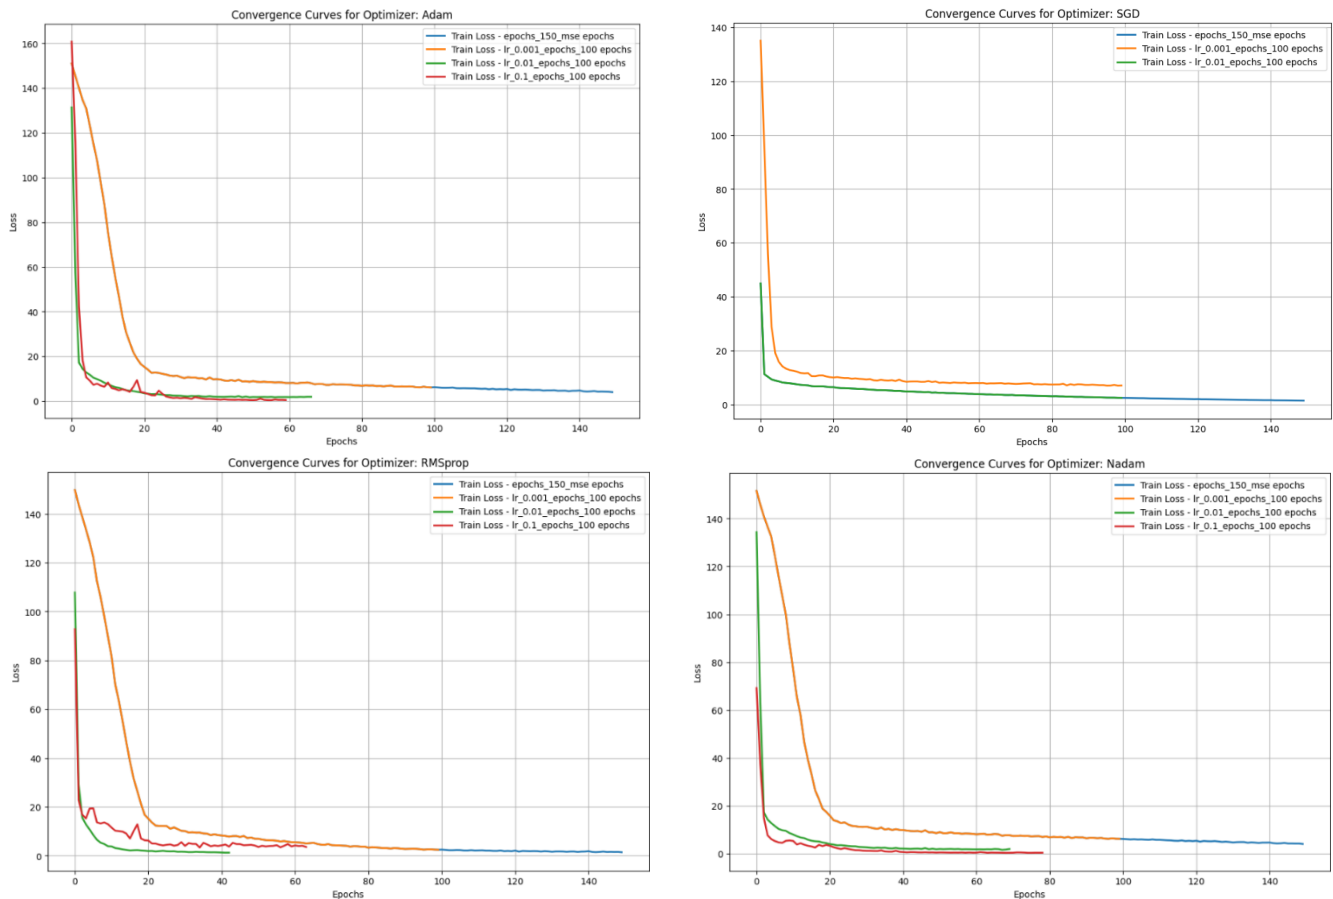 Convergence Curves for Optimizer: Adam
Train Loss - epochs_150_mse epochs
Train Loss - lr_0.001_epochs_100 epochs
Train Loss - lr_0.01_epochs_100 epochs
Train Loss - lr_0.1_epochs_100 epochs
Loss
160
140
120
100
80
60
40
20
0
0 20 40 60 80 100 120 140
Epochs
Convergence Curves for Optimizer: SGD
Train Loss - epochs_150_mse epochs
Train Loss - lr_0.001_epochs_100 epochs
Train Loss - lr_0.01_epochs_100 epochs
Loss
140
120
100
80
60
40
20
0
0 20 40 60 80 100 120 140
Epochs
Convergence Curves for Optimizer: RMSprop
Train Loss - epochs_150_mse epochs
Train Loss - lr_0.001_epochs_100 epochs
Train Loss - lr_0.01_epochs_100 epochs
Train Loss - lr_0.1_epochs_100 epochs
Loss
140
120
100
80
60
40
20
0
0 20 40 60 80 100 120 140
Epochs
Convergence Curves for Optimizer: Nadam
Train Loss - epochs_150_mse epochs
Train Loss - lr_0.001_epochs_100 epochs
Train Loss - lr_0.01_epochs_100 epochs
Train Loss - lr_0.1_epochs_100 epochs
Loss
140
120
100
80
60
40
20
0
0 20 40 60 80 100 120 140
Epochs